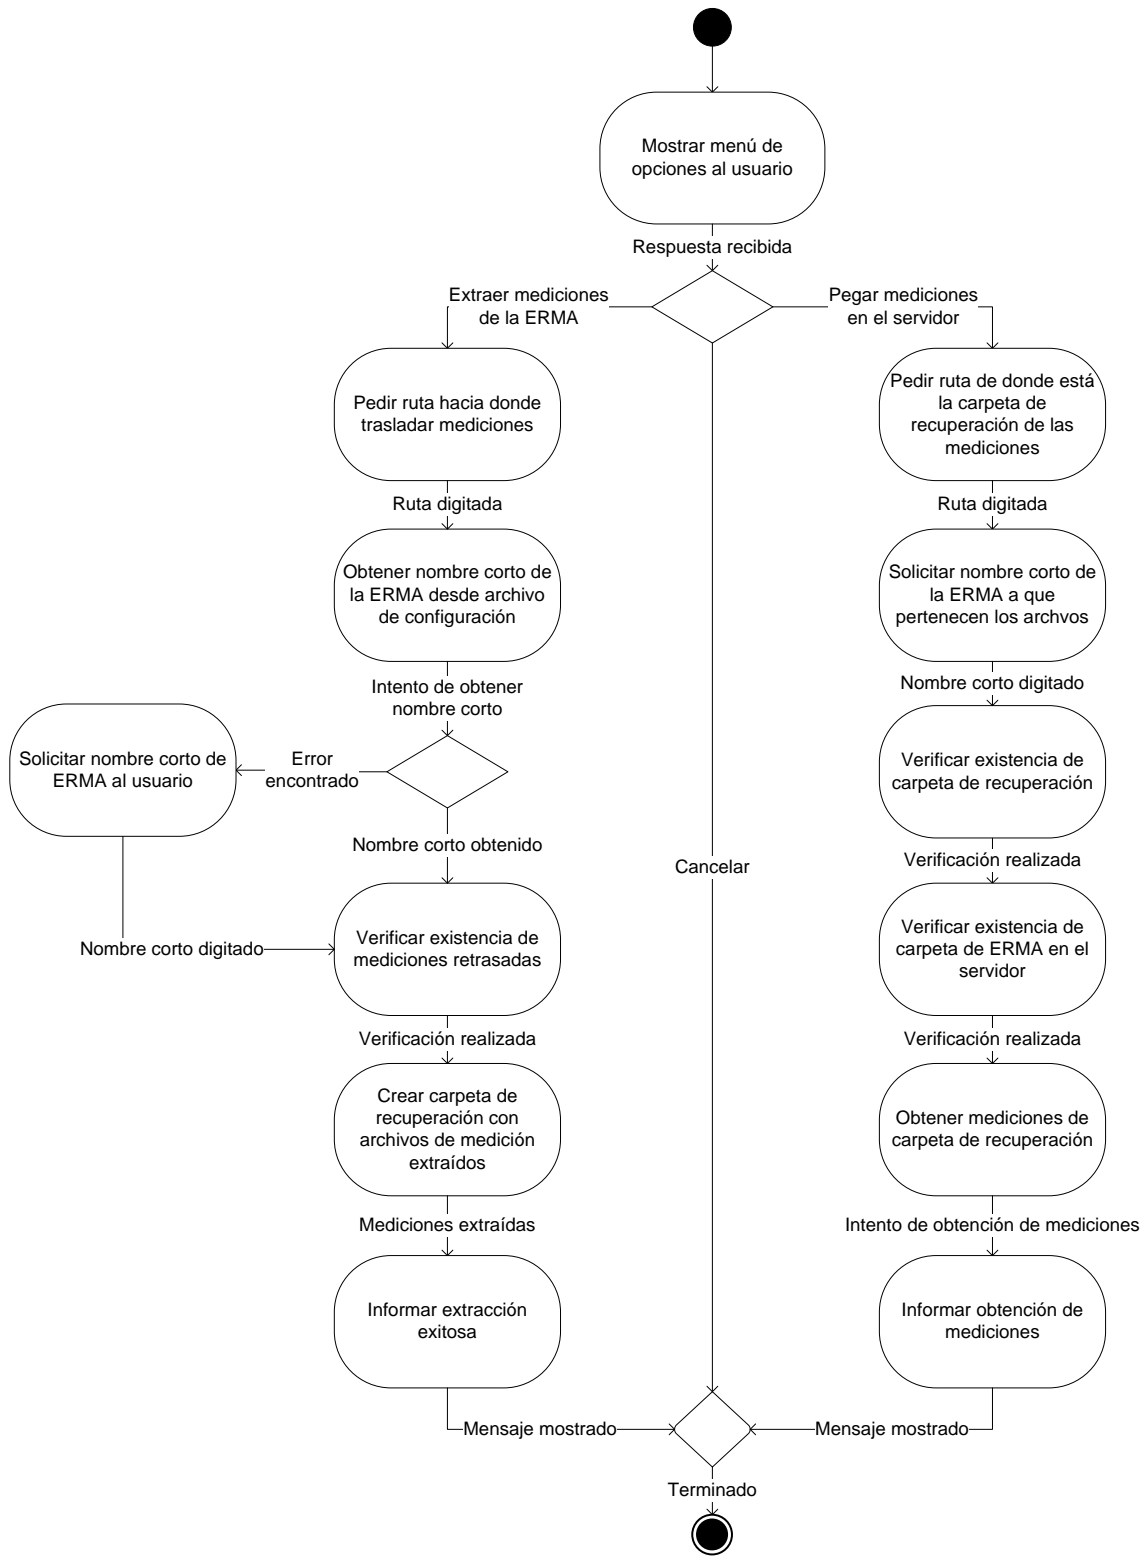 Mostrar menú de
opciones al usuario
Respuesta recibida
Extraer mediciones
de la ERMA
Pegar mediciones
en el servidor
Pedir ruta hacia donde
trasladar mediciones
Pedir ruta de donde está
la carpeta de
recuperación de las
mediciones
Ruta digitada
Ruta digitada
Obtener nombre corto de
la ERMA desde archivo
de configuración
Solicitar nombre corto de
la ERMA a que
pertenecen los archvos
Intento de obtener
nombre corto
Nombre corto digitado
Solicitar nombre corto de
ERMA al usuario
Error
encontrado
Verificar existencia de
carpeta de recuperación
Nombre corto obtenido
Cancelar
Verificación realizada
Nombre corto digitado
Verificar existencia de
mediciones retrasadas
Verificar existencia de
carpeta de ERMA en el
servidor
Verificación realizada
Verificación realizada
Crear carpeta de
recuperación con
archivos de medición
extraídos
Obtener mediciones de
carpeta de recuperación
Mediciones extraídas
Intento de obtención de mediciones
Informar extracción
exitosa
Informar obtención de
mediciones
Mensaje mostrado
Mensaje mostrado
Terminado